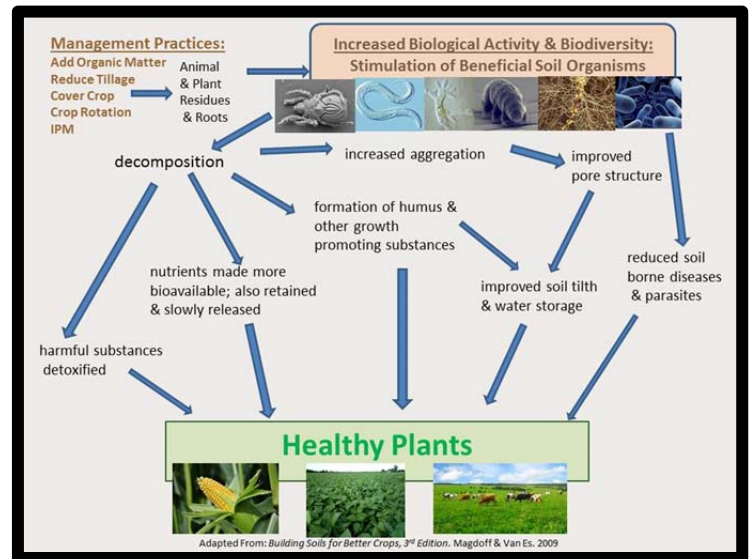 Management Practices:
Add Organic Matter
Reduce Tillage
Cover Crop
Crop Rotation
IPM
Animal
& Plant
Residues
& Roots
Increased Biological Activity & Biodiversity:
Stimulation of Beneficial Soil Organisms
decomposition
increased aggregation
improved
pore structure
formation of humus &
other growth
promoting substances
nutrients made more
bioavailable; also retained
& slowly released
improved soil tilth
& water storage
reduced soil
borne diseases
& parasites
harmful substances
detoxified
Healthy Plants
Adapted From: Building Soils for Better Crops, 3rd Edition. Magdoff & Van Es. 2009